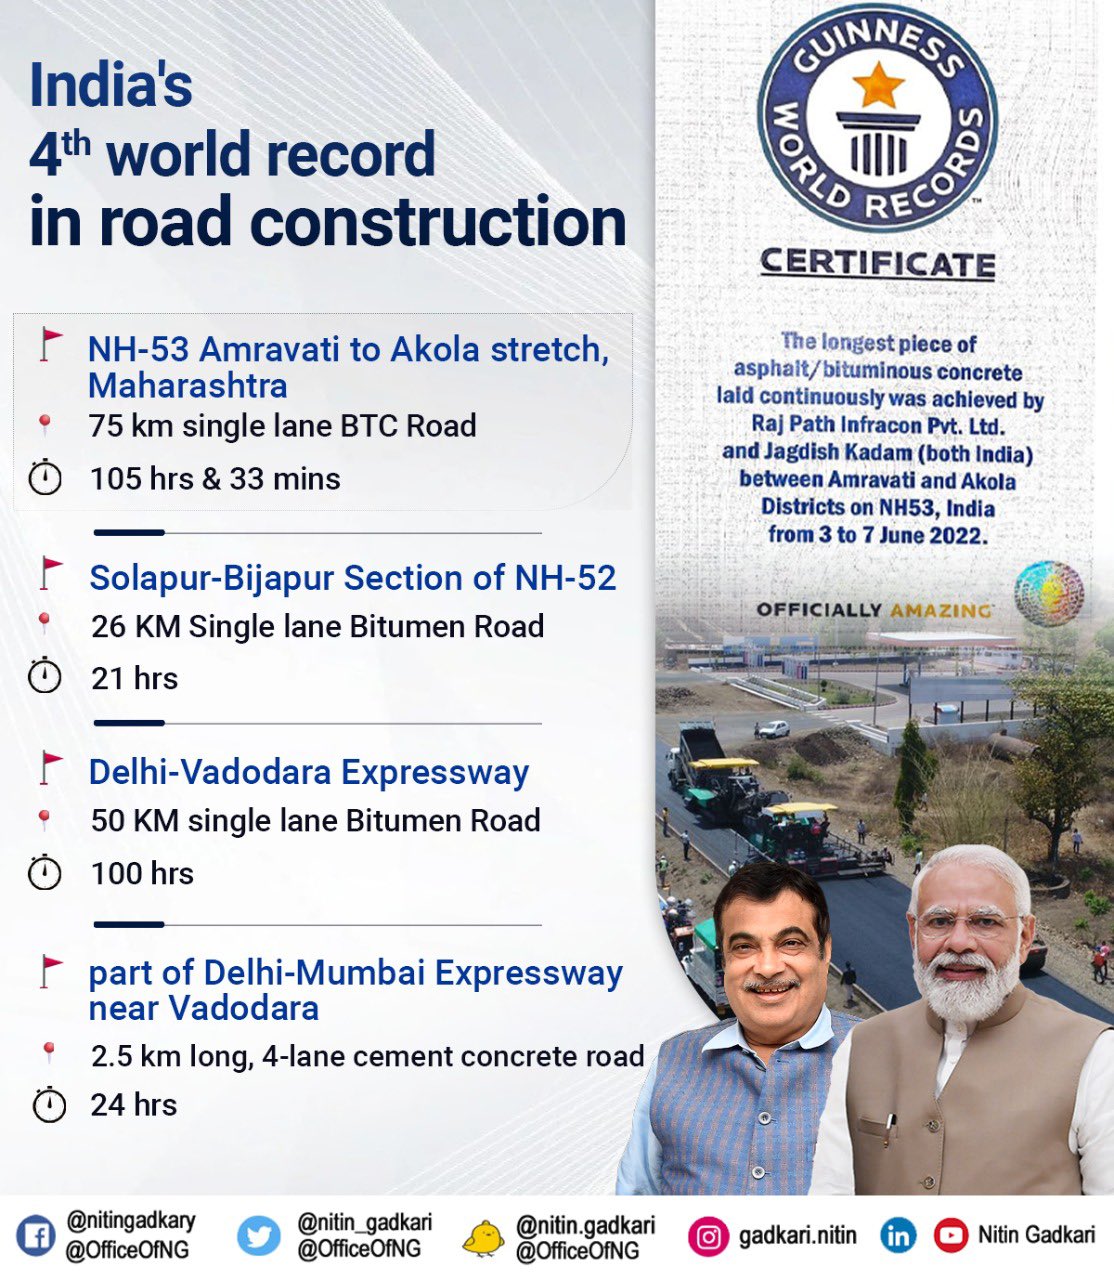 India's
4th world record
in road construction
NH-53 Amravati to Akola stretch,
Maharashtra
75 km single lane BTC Road
105 hrs & 33 mins
Solapur-Bijapur Section of NH-52
26 KM Single lane Bitumen Road
21 hrs
Delhi-Vadodara Expressway
50 KM single lane Bitumen Road
100 hrs
part of Delhi-Mumbai Expressway
near Vadodara
2.5 km long, 4-lane cement concrete road
24 hrs
GUINNESS
WORLD RECORDS
TM
CERTIFICATE
The longest piece of
asphalt/bituminous concrete
laid continuously was achieved by
Raj Path Infracon Pvt. Ltd.
and Jagdish Kadam (both India)
between Amravati and Akola
Districts on NH53, India
from 3 to 7 June 2022.
OFFICIALLY AMAZING
@nitingadkary
@OfficeOfNG
@nitin_gadkari
@OfficeOfNG
@nitin.gadkari
@OfficeOfNG
gadkari.nitin
in
Nitin Gadkari